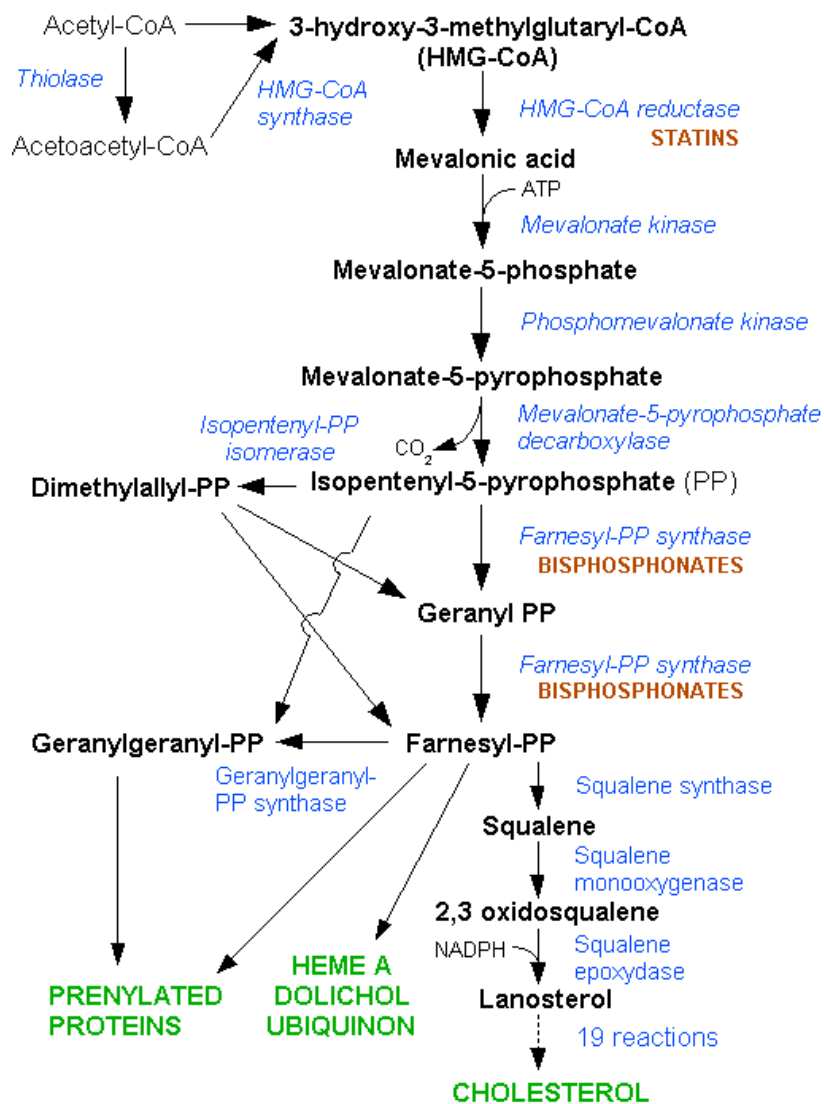 Acetyl-CoA
3-hydroxy-3-methylglutaryl-CoA
(HMG-CoA)
Thiolase
HMG-CoA
synthase
HMG-CoA reductase
STATINS
Acetoacetyl-CoA
Mevalonic acid
ATP
Mevalonate kinase
Mevalonate-5-phosphate
Phosphomevalonate kinase
Mevalonate-5-pyrophosphate
Isopentenyl-PP
isomerase
CO2
Mevalonate-5-pyrophosphate
decarboxylase
Dimethylallyl-PP
Isopentenyl-5-pyrophosphate (PP)
Farnesyl-PP synthase
BISPHOSPHONATES
Geranyl PP
Farnesyl-PP synthase
BISPHOSPHONATES
Geranylgeranyl-PP
Farnesyl-PP
Geranylgeranyl-
PP synthase
Squalene synthase
Squalene
Squalene
monooxygenase
2,3 oxidosqualene
NADPH
Squalene
epoxydase
Lanosterol
PRENYLATED
PROTEINS
HEME A
DOLICHOL
UBIQUINON
19 reactions
CHOLESTEROL